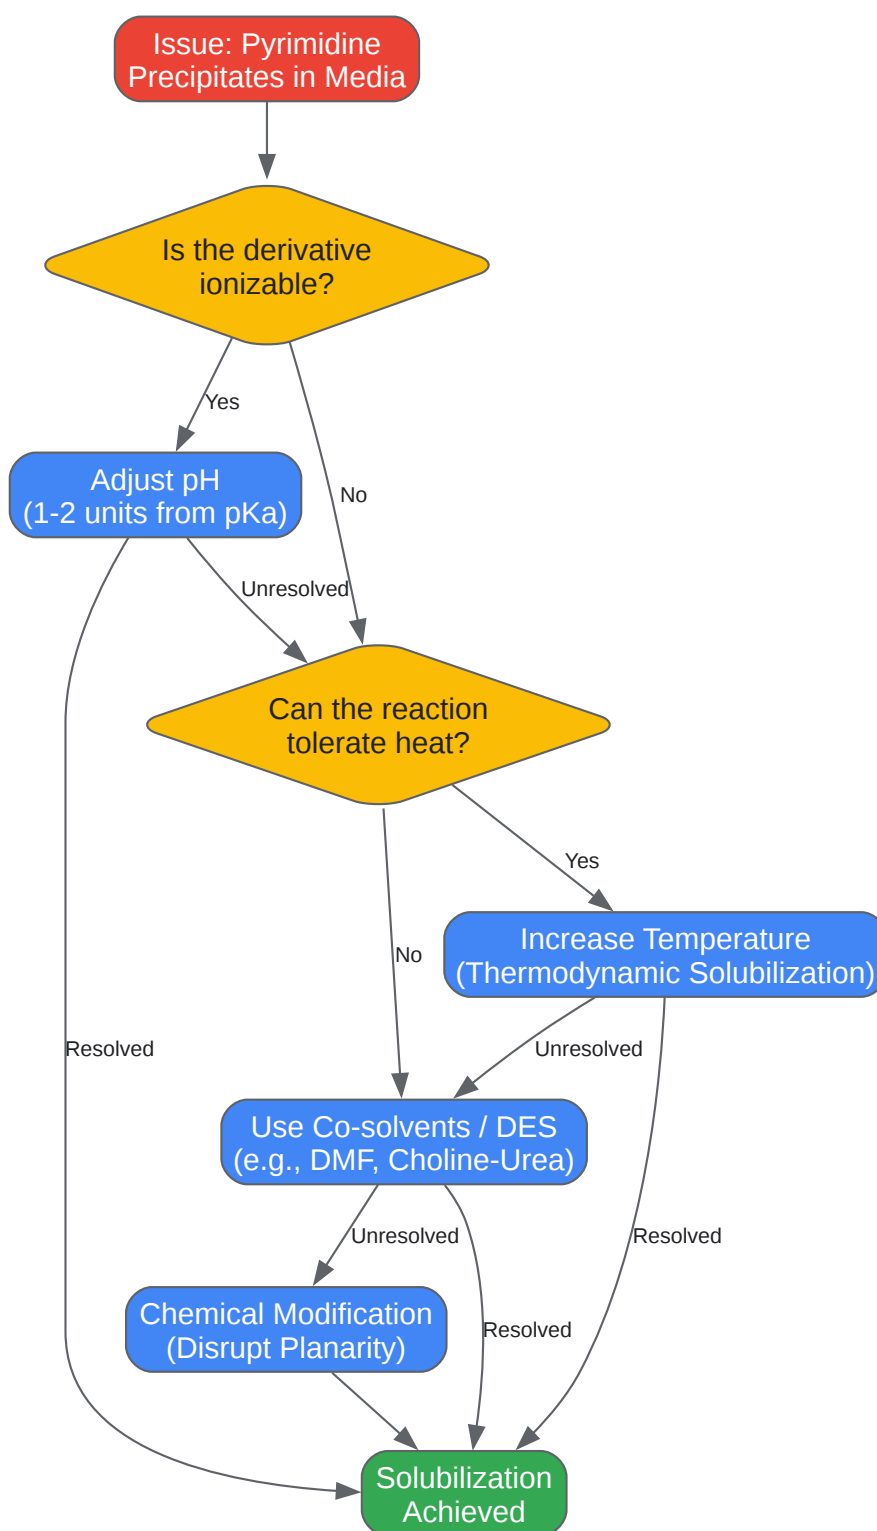 Issue: Pyrimidine
Precipitates in Media
Is the derivative
ionizable?
Yes
Adjust pH
(1-2 units from pKa)
No
Unresolved
Can the reaction
tolerate heat?
Yes
Increase Temperature
(Thermodynamic Solubilization)
No
Resolved
Unresolved
Use Co-solvents / DES
(e.g., DMF, Choline-Urea)
Unresolved
Resolved
Chemical Modification
(Disrupt Planarity)
Resolved
Solubilization
Achieved